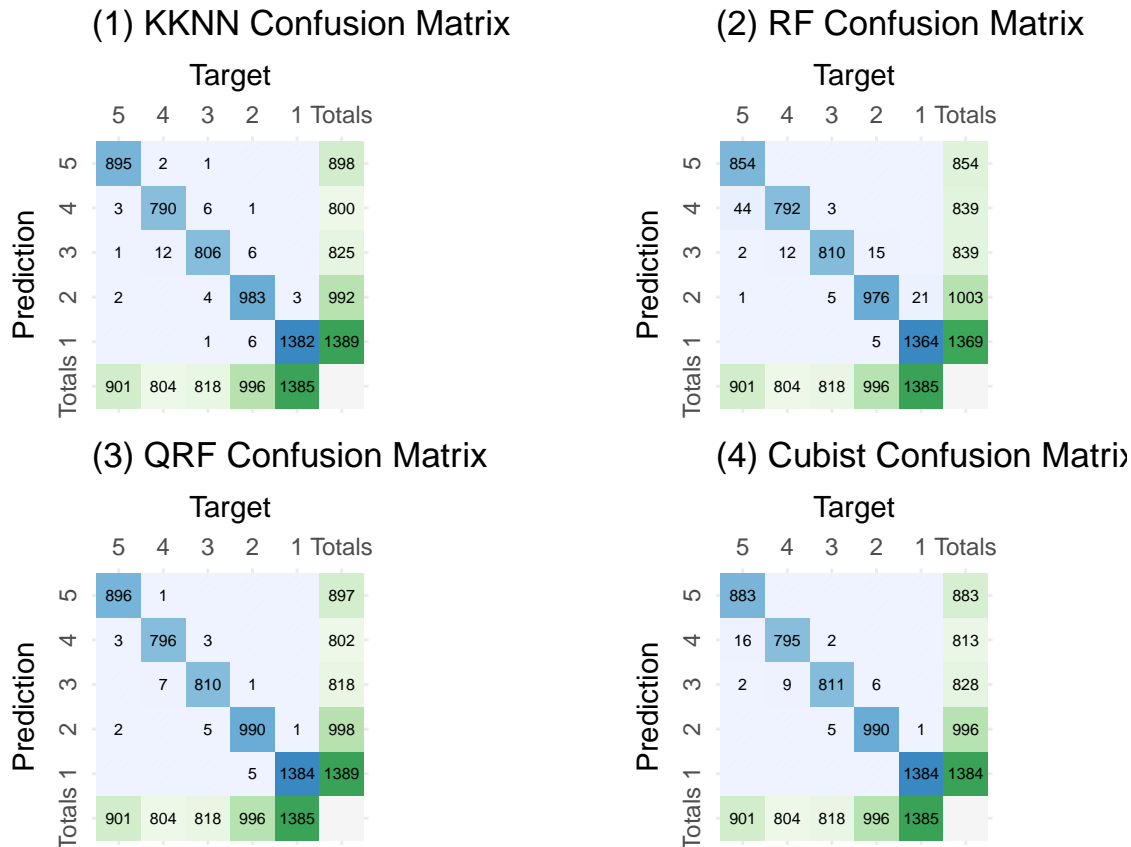 (1) KKNN Confusion Matrix
Target
5 4 3 2 1 Totals
Prediction
5 895 2 1 898
4 3 790 6 1 800
3 1 12 806 6 825
2 2 4 983 3 992
1 1 6 1382 1389
Totals 901 804 818 996 1385
(2) RF Confusion Matrix
Target
5 4 3 2 1 Totals
Prediction
5 854 854
4 44 792 3 839
3 2 12 810 15 839
2 1 5 976 21 1003
1 5 1364 1369
Totals 901 804 818 996 1385
(3) QRF Confusion Matrix
Target
5 4 3 2 1 Totals
Prediction
5 896 1 897
4 3 796 3 802
3 7 810 1 818
2 2 5 990 1 998
1 5 1384 1389
Totals 901 804 818 996 1385
(4) Cubist Confusion Matrix
Target
5 4 3 2 1 Totals
Prediction
5 883 883
4 16 795 2 813
3 2 9 811 6 828
2 5 990 1 996
1 1384 1384
Totals 901 804 818 996 1385